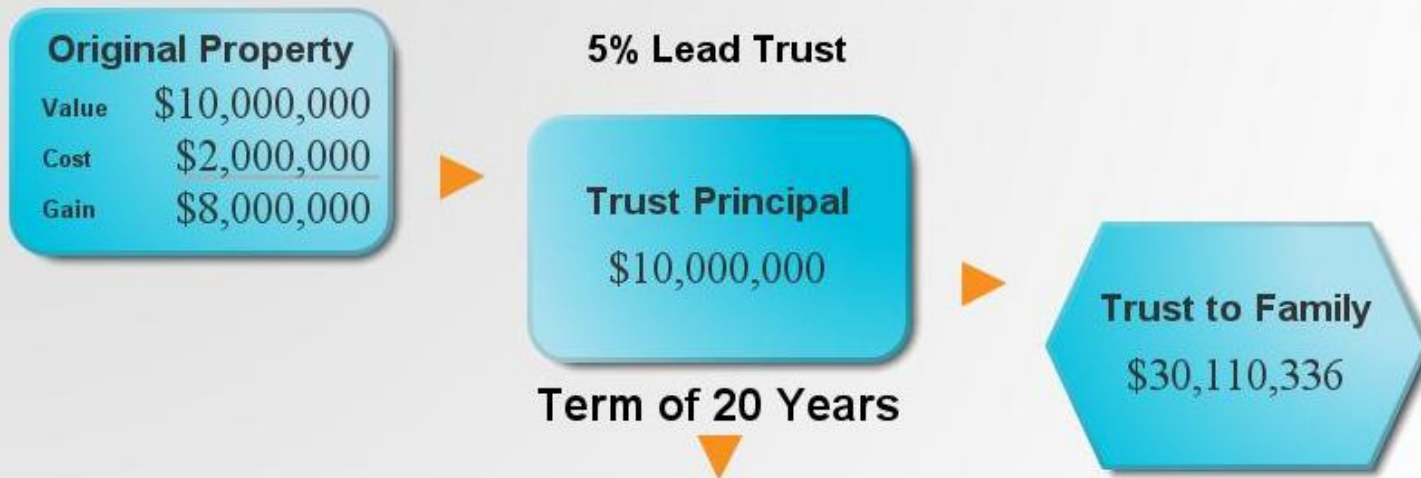 Original Property
Value $10,000,000
Cost $2,000,000
Gain $8,000,000
5% Lead Trust
Trust Principal
$10,000,000
Term of 20 Years
Trust to Family
$30,110,336